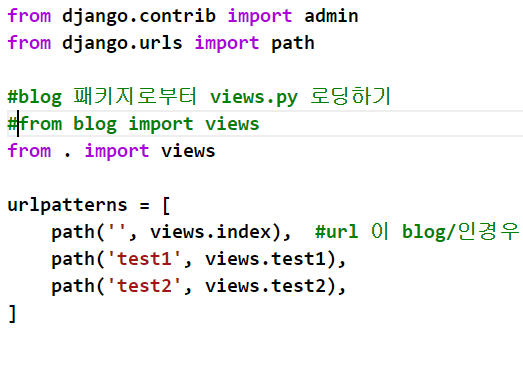 from django.contrib import admin
from django.urls import path
#blog 패키지로부터 views.py 로딩하기
#from blog import views
from . import views
urlpatterns = [
path('', views.index), #url 이 blog/인경우
path('test1', views.test1),
path('test2', views.test2),
]